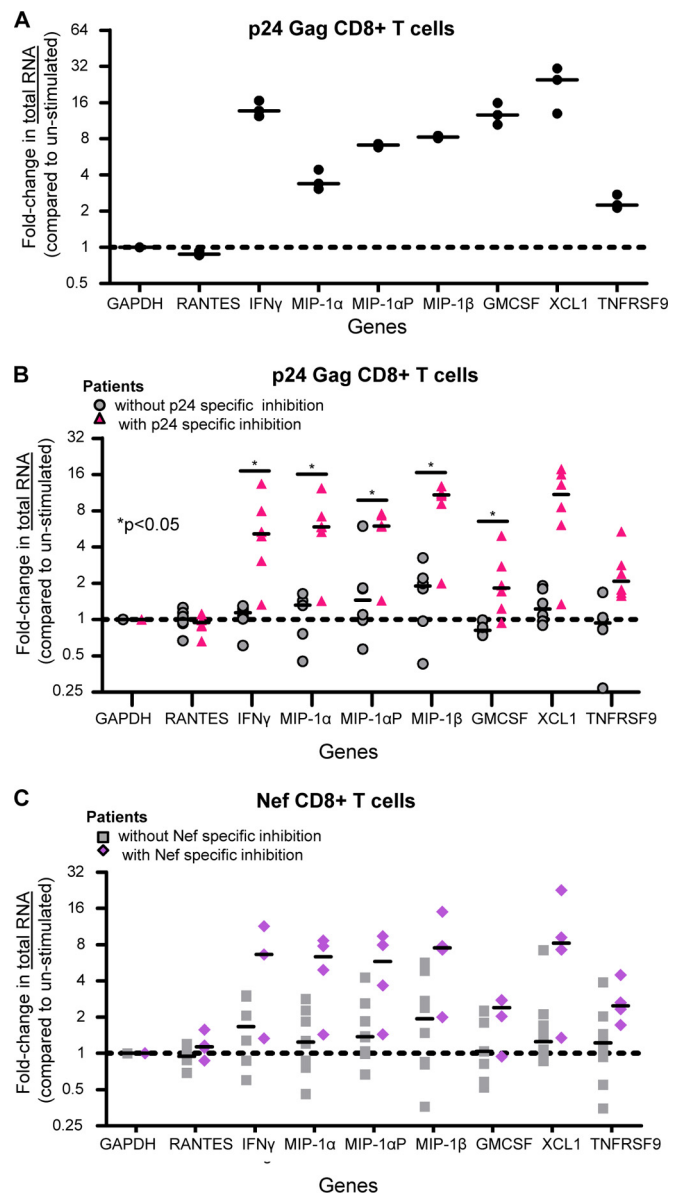 A
p24 Gag CD8+ T cells
Fold-change in total RNA
(compared to un-stimulated)
64
32
16
8
4
2
1
0.5
GAPDH RANTES IFNγ MIP-1α MIP-1αP MIP-1β GMCSF XCL1 TNFRSF9
Genes
B
p24 Gag CD8+ T cells
Patients
without p24 specific inhibition
with p24 specific inhibition
Fold-change in total RNA
(compared to un-stimulated)
32
16
8
4
2
1
0.5
0.25
* * * * *
*p<0.05
GAPDH RANTES IFNγ MIP-1α MIP-1αP MIP-1β GMCSF XCL1 TNFRSF9
Genes
C
Nef CD8+ T cells
Patients
without Nef specific inhibition
with Nef specific inhibition
Fold-change in total RNA
(compared to un-stimulated)
32
16
8
4
2
1
0.5
0.25
GAPDH RANTES IFNγ MIP-1α MIP-1αP MIP-1β GMCSF XCL1 TNFRSF9
Genes